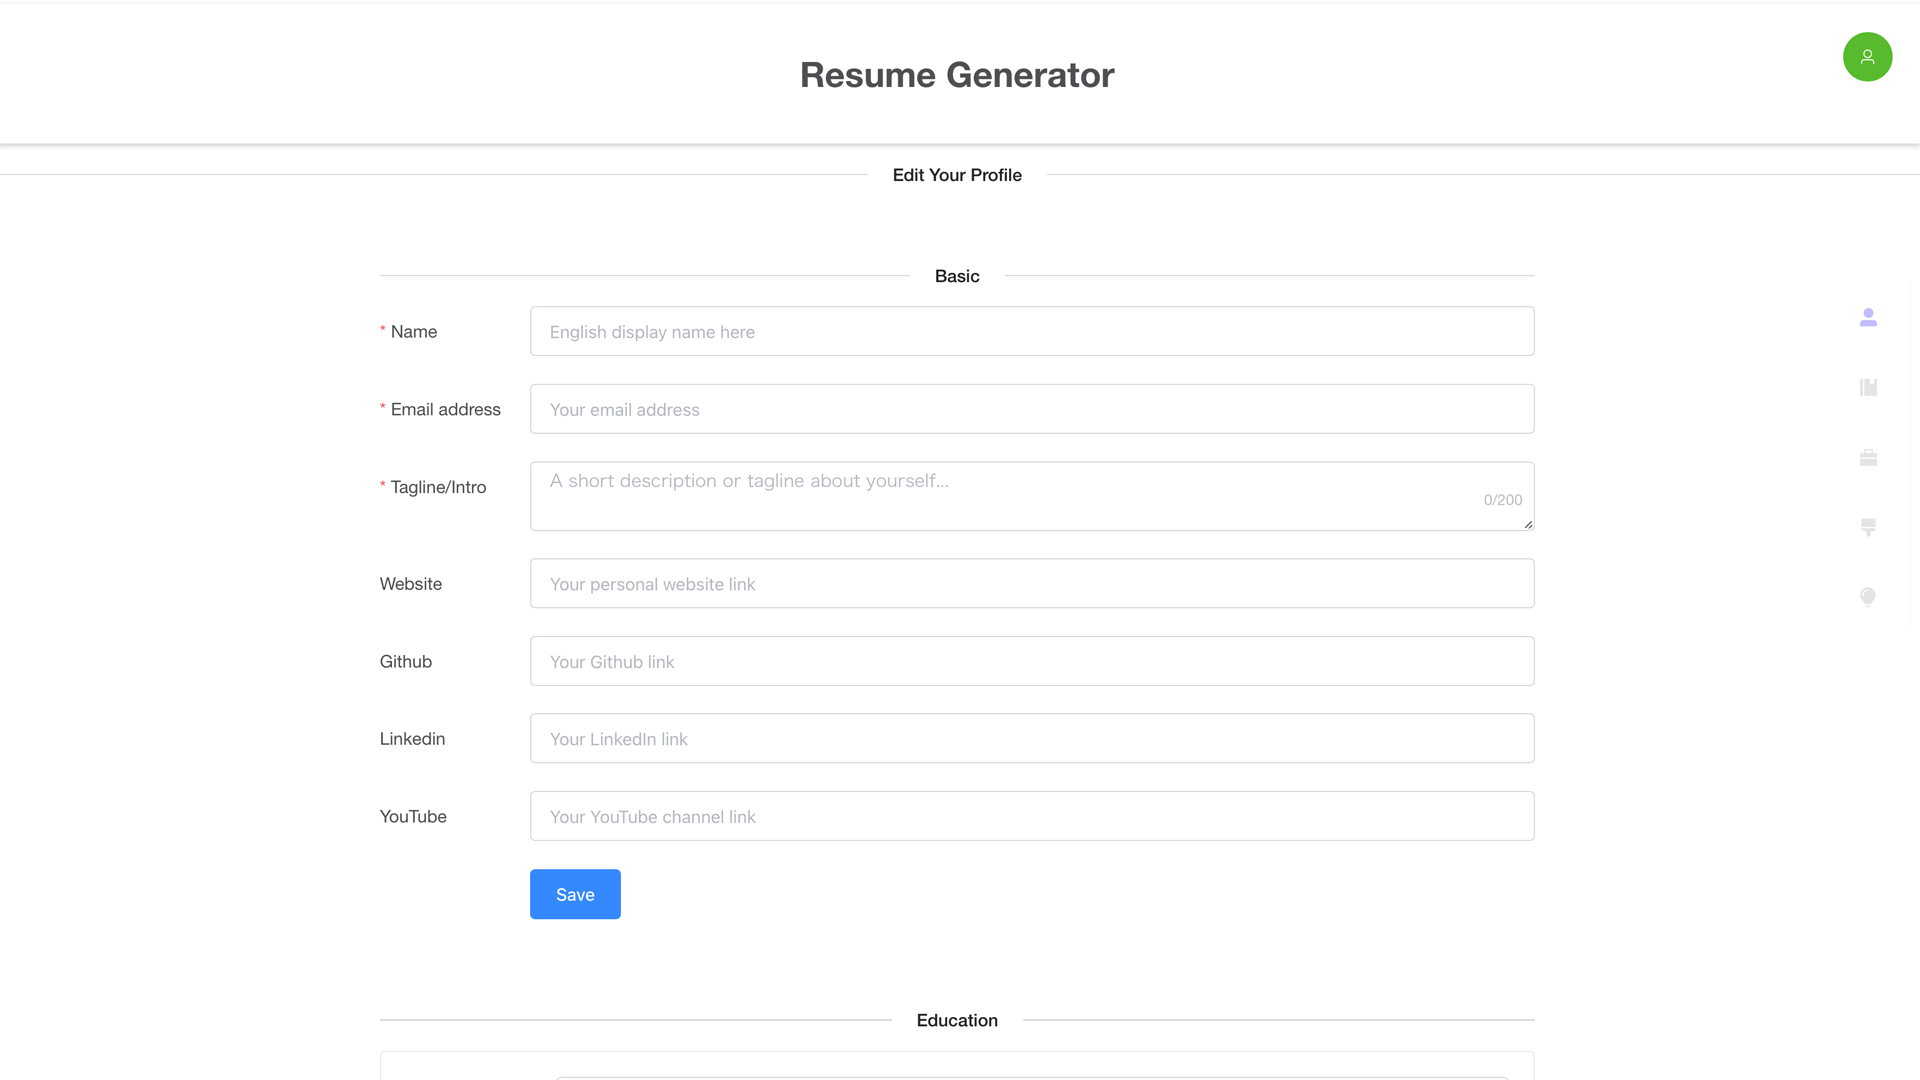 Resume Generator
Edit Your Profile
Basic
* Name
English display name here
* Email address
Your email address
* Tagline/Intro
A short description or tagline about yourself...
0/200
Website
Your personal website link
Github
Your Github link
Linkedin
Your LinkedIn link
YouTube
Your YouTube channel link
Save
Education